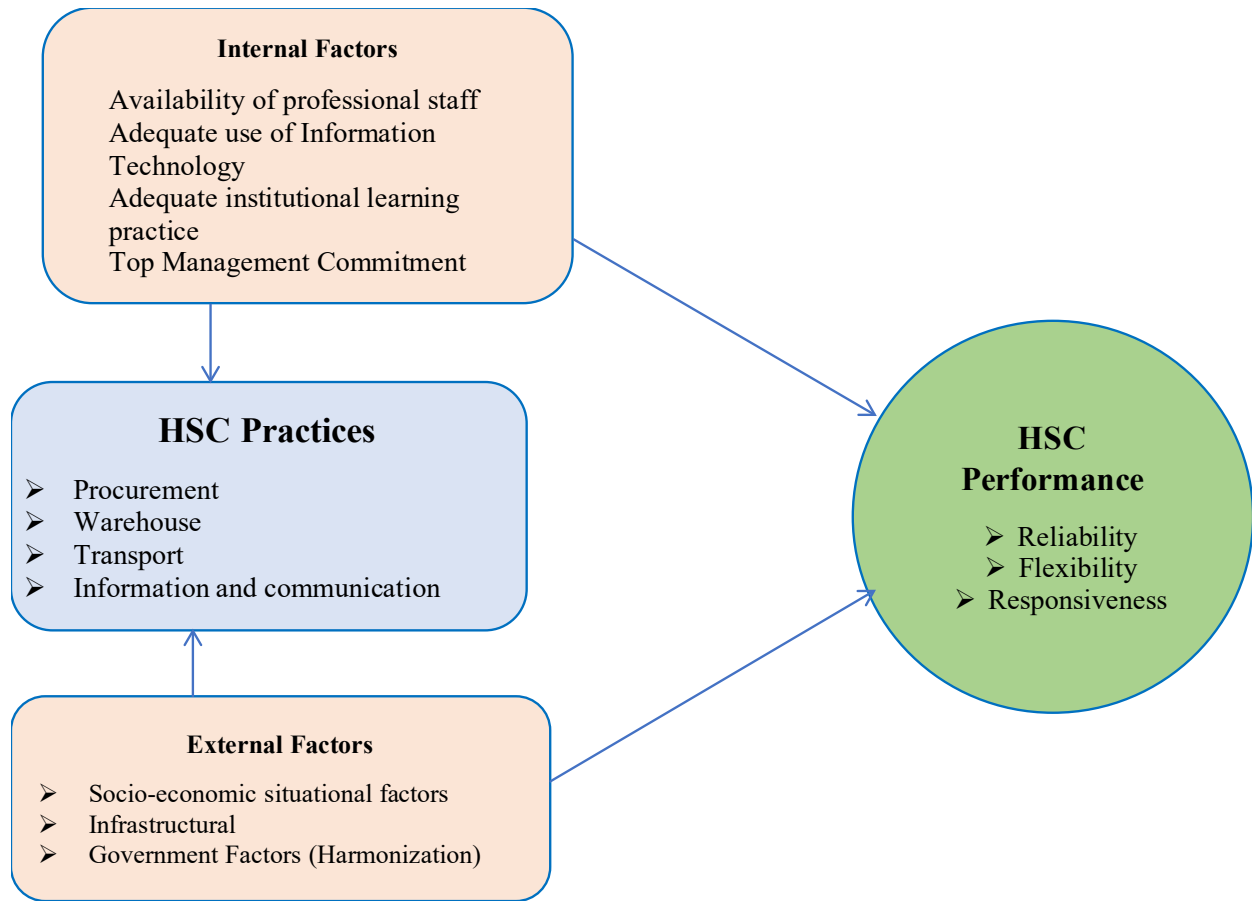 Internal Factors
Availability of professional staff
Adequate use of Information
Technology
Adequate institutional learning
practice
Top Management Commitment
HSC Practices
➢ Procurement
➢ Warehouse
➢ Transport
➢ Information and communication
HSC
Performance
➢ Reliability
➢ Flexibility
➢ Responsiveness
External Factors
➢ Socio-economic situational factors
➢ Infrastructural
➢ Government Factors (Harmonization)